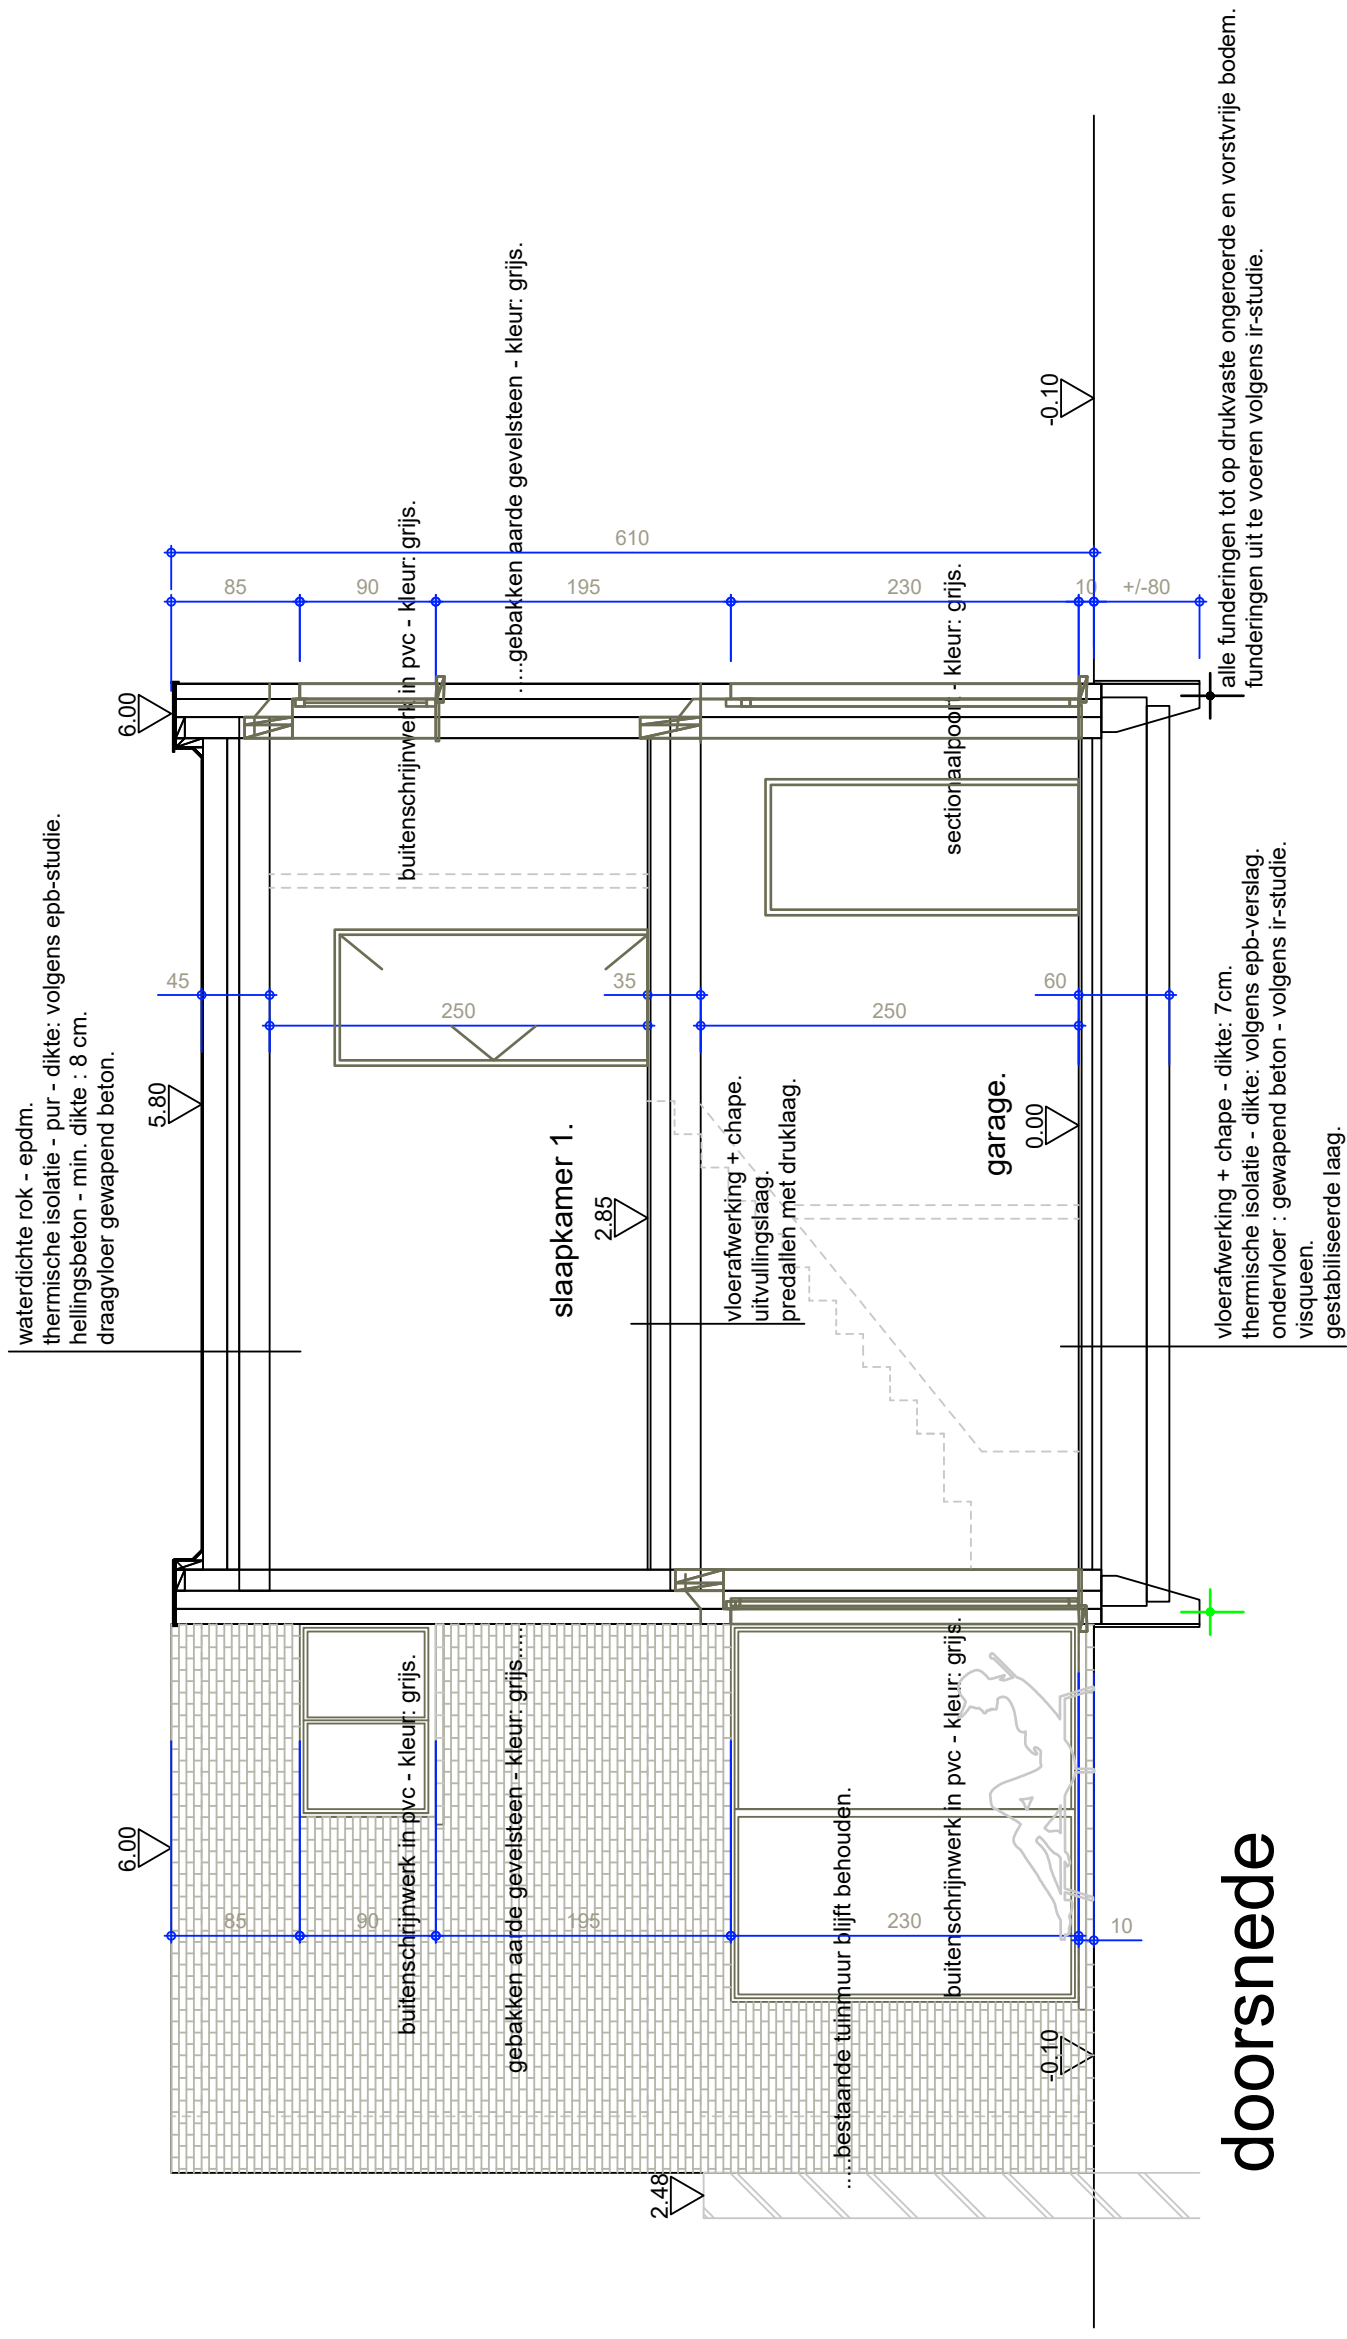 waterdichte rok - epdm.
thermische isolatie - pur - dikte: volgens epb-studie.
hellingsbeton - min. dikte : 8 cm.
draagvloer gewapend beton.
6.00
5.80
6.00
85
90
195
230
10
buitenschrijnwerk in pvc - kleur: grijs.
gebakken aarde gevelsteen - kleur: grijs......
.....bestaande tuinmuur blijft behouden.
buitenschrijnwerk in pvc - kleur: grijs.
2.48
-0.10
45
250
35
250
60
slaapkamer 1.
2.85
vloerafwerking + chape.
uitvullingslaag.
predallen met druklaag.
garage.
0.00
buitenschrijnwerk in pvc - kleur: grijs.
.....gebakken aarde gevelsteen - kleur: grijs.
sectionaalpoort - kleur: grijs.
610
85
90
195
230
10
+/-80
-0.10
vloerafwerking + chape - dikte: 7cm.
thermische isolatie - dikte: volgens epb-verslag.
ondervloer : gewapend beton - volgens ir-studie.
visqueen.
gestabiliseerde laag.
alle funderingen tot op drukvaste ongeroerde en vorstvrije bodem.
funderingen uit te voeren volgens ir-studie.
doorsnede